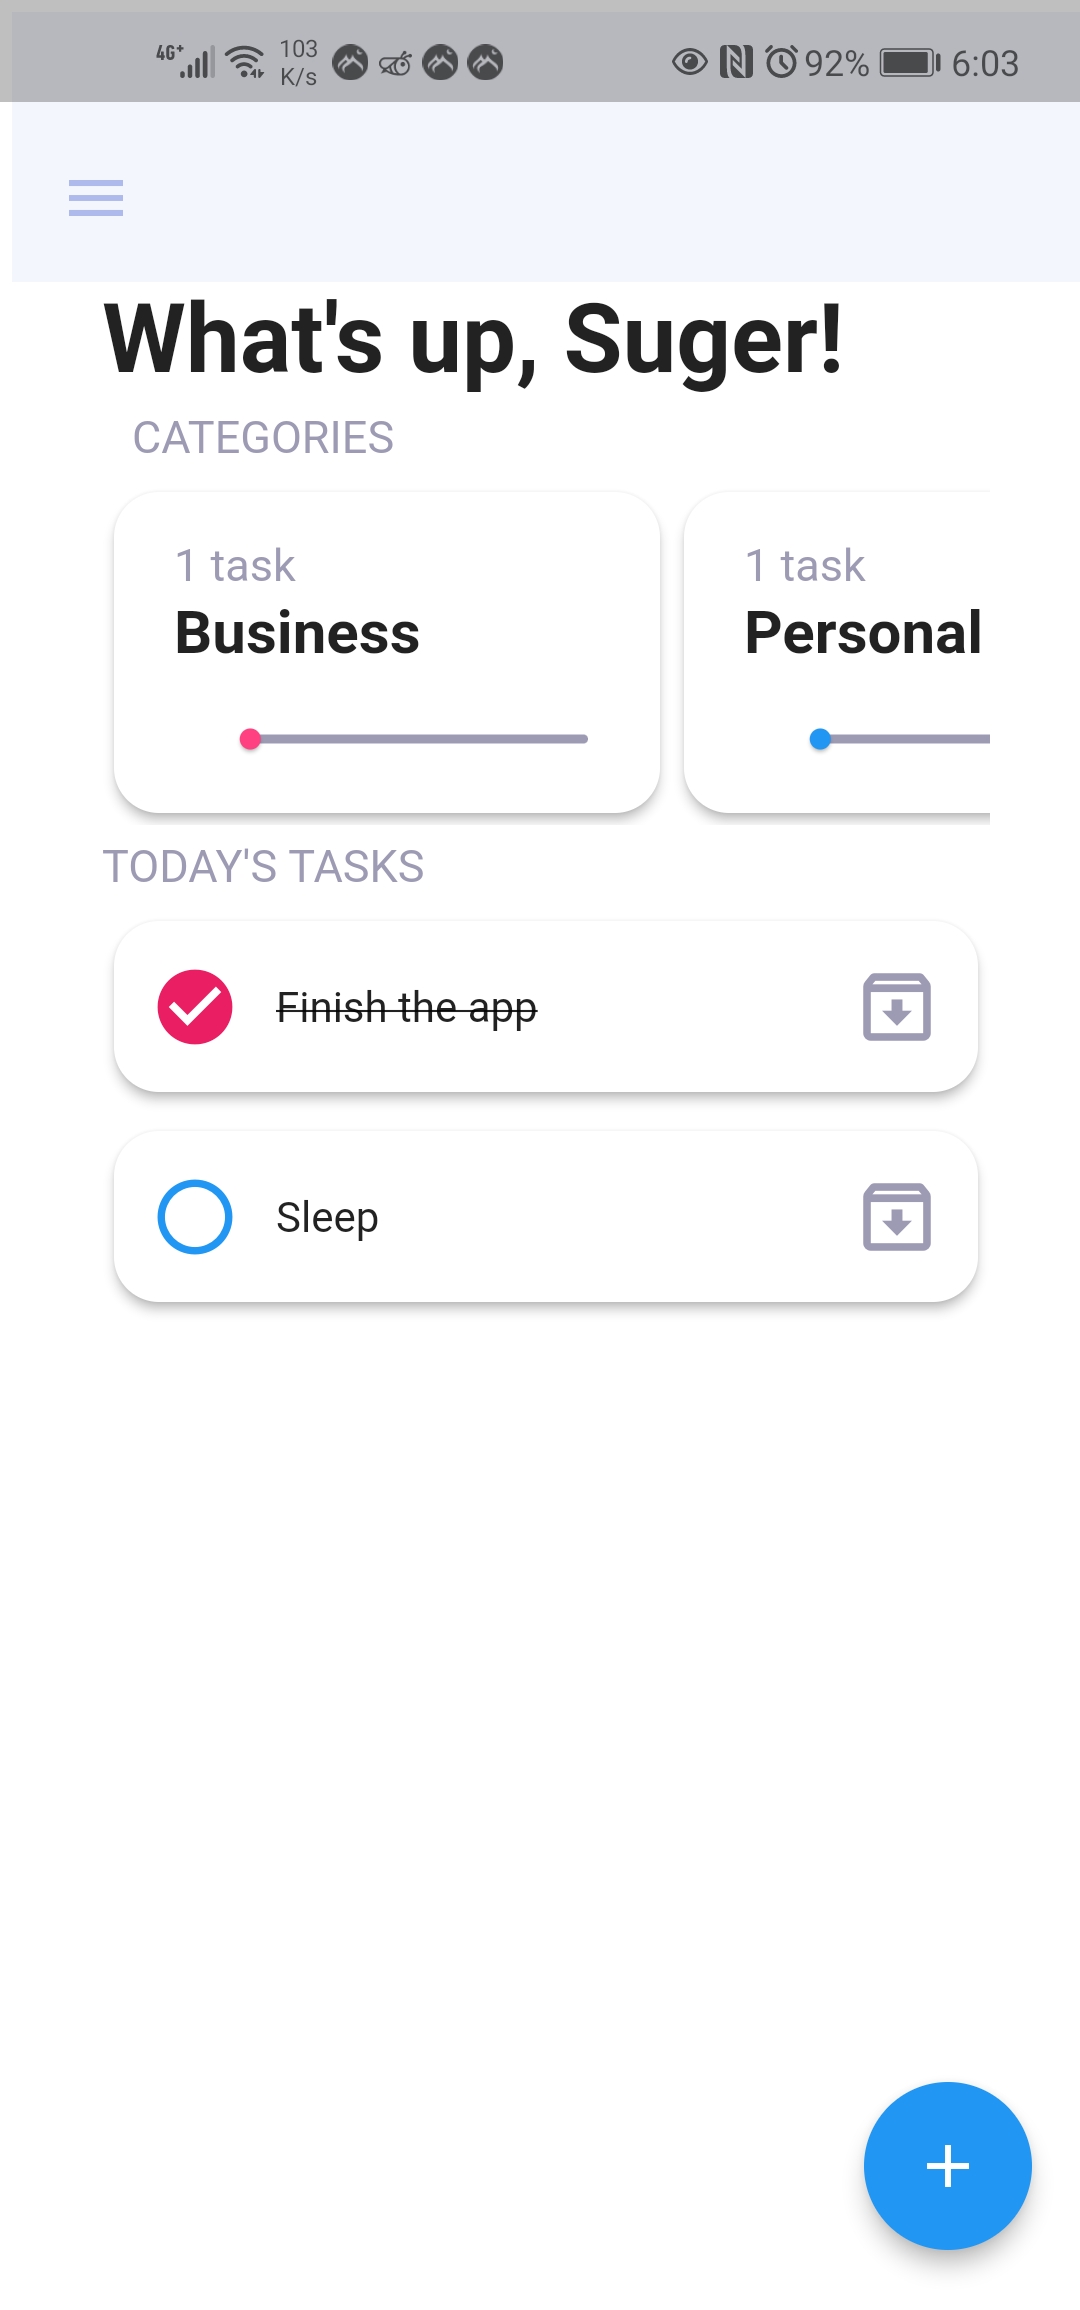 4G+ 103 K/s 92% 6:03
What's up, Suger!
CATEGORIES
1 task
Business
1 task
Personal
TODAY'S TASKS
Finish the app
Sleep